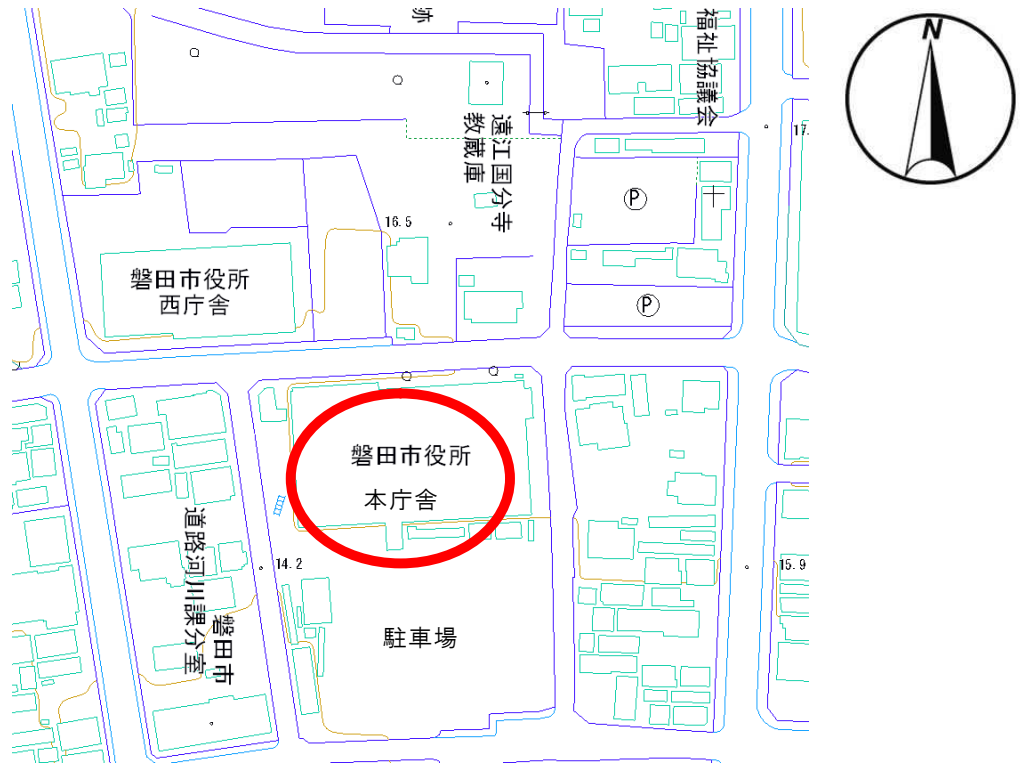 跡
福祉協議会
N
17.
遠江国分寺
教蔵庫
16.5
P
磐田市役所
西庁舎
P
磐田市役所
本庁舎
道路河川課分室
14.2
15.9
磐田市
駐車場